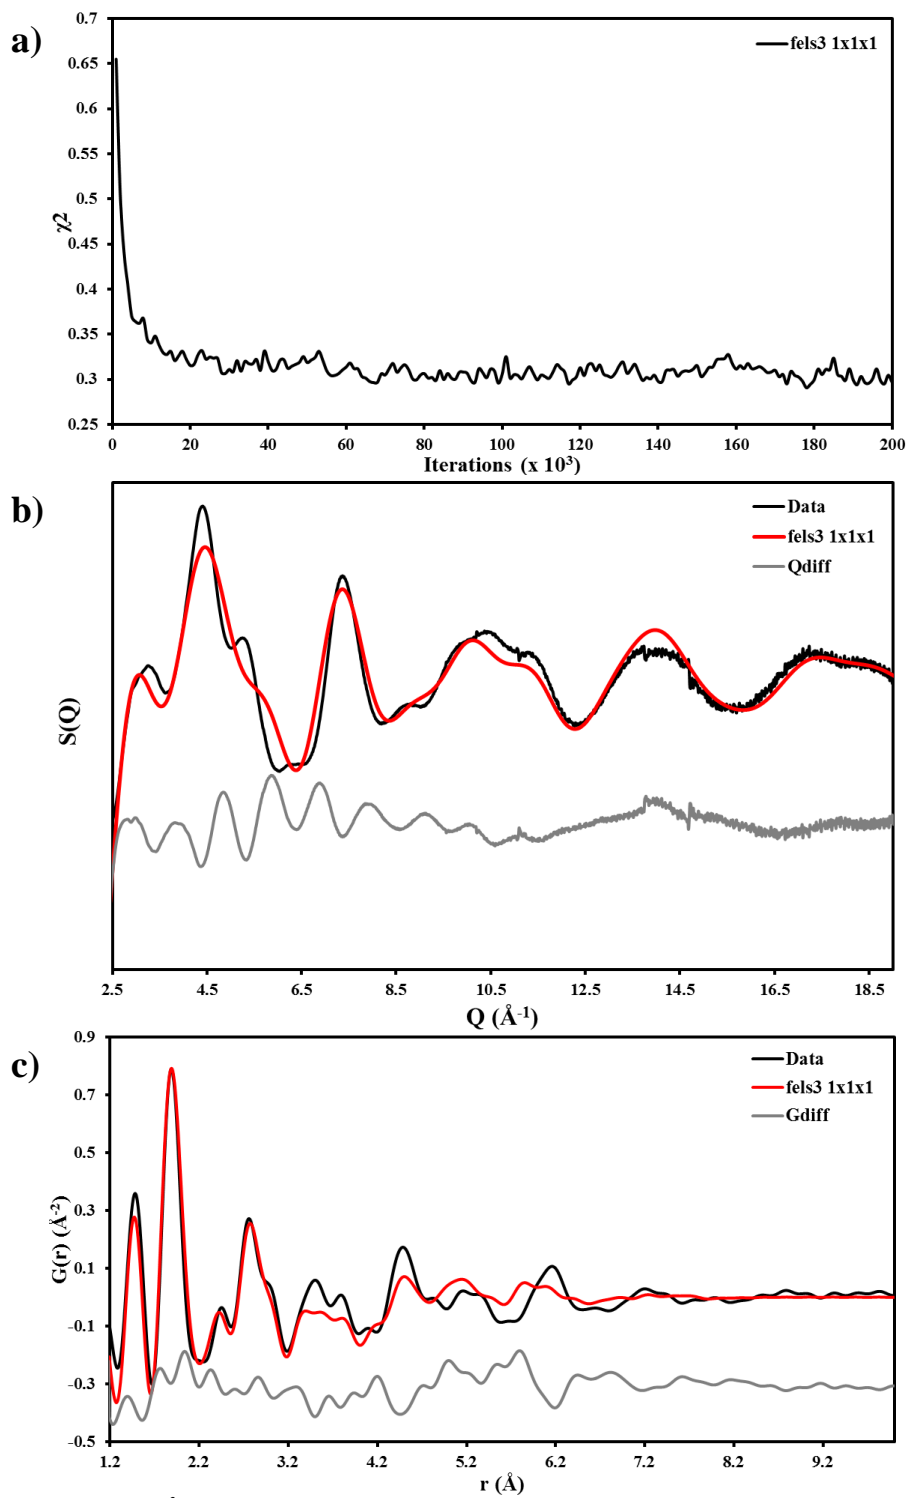 a)
fels3 1x1x1
0.7
0.65
0.6
0.55
0.5
0.45
0.4
0.35
0.3
0.25
χ2
0 20 40 60 80 100 120 140 160 180 200
Iterations (x 10³)
b)
Data
fels3 1x1x1
Qdiff
S(Q)
2.5 4.5 6.5 8.5 10.5 12.5 14.5 16.5 18.5
Q (Å⁻¹)
c)
Data
fels3 1x1x1
Gdiff
0.9
0.7
0.5
0.3
0.1
-0.1
-0.3
-0.5
G(r) (Å⁻²)
1.2 2.2 3.2 4.2 5.2 6.2 7.2 8.2 9.2
r (Å)